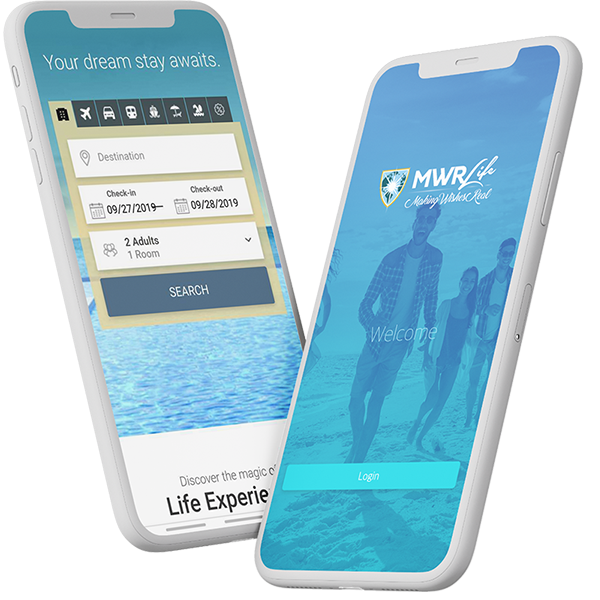 Your dream stay awaits.
Destination
Check-in
Check-out
09/27/2019—
09/28/2019
2 Adults
1 Room
SEARCH
Discover the magic of
Life Experie
MWR Life
Making Wishes Real
Welcome
Login